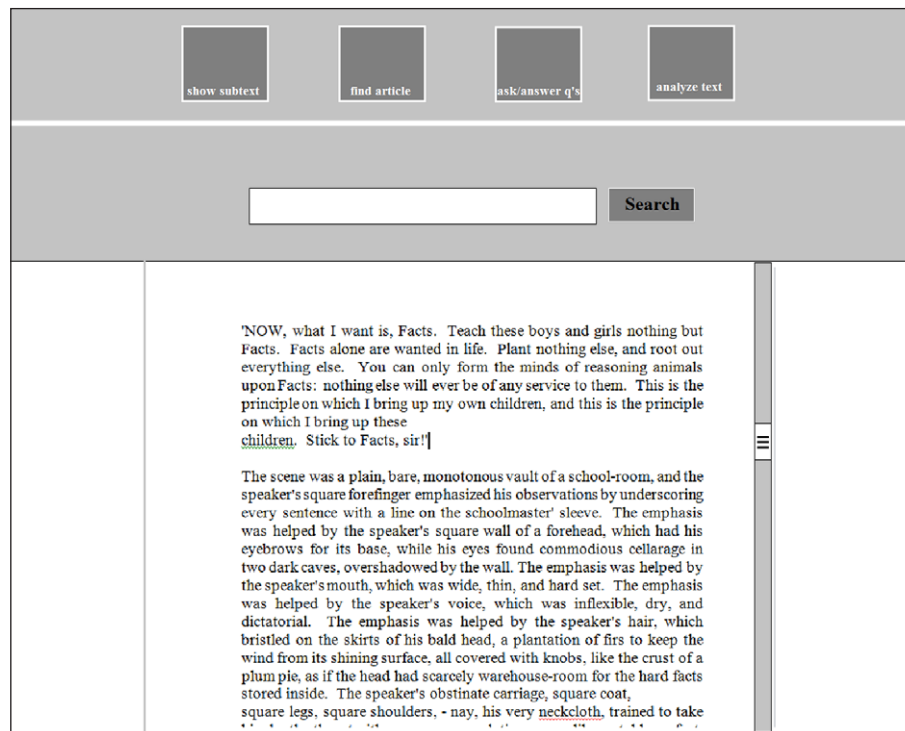 show subtext
find article
ask/answer q's
analyze text
Search
'NOW, what I want is, Facts. Teach these boys and girls nothing but
Facts. Facts alone are wanted in life. Plant nothing else, and root out
everything else. You can only form the minds of reasoning animals
upon Facts: nothing else will ever be of any service to them. This is the
principle on which I bring up my own children, and this is the principle
on which I bring up these
children. Stick to Facts, sir!'
The scene was a plain, bare, monotonous vault of a school-room, and the
speaker's square forefinger emphasized his observations by underscoring
every sentence with a line on the schoolmaster' sleeve. The emphasis
was helped by the speaker's square wall of a forehead, which had his
eyebrows for its base, while his eyes found commodious cellarage in
two dark caves, overshadowed by the wall. The emphasis was helped by
the speaker's mouth, which was wide, thin, and hard set. The emphasis
was helped by the speaker's voice, which was inflexible, dry, and
dictatorial. The emphasis was helped by the speaker's hair, which
bristled on the skirts of his bald head, a plantation of firs to keep the
wind from its shining surface, all covered with knobs, like the crust of a
plum pie, as if the head had scarcely warehouse-room for the hard facts
stored inside. The speaker's obstinate carriage, square coat,
square legs, square shoulders, - nay, his very neckcloth, trained to take